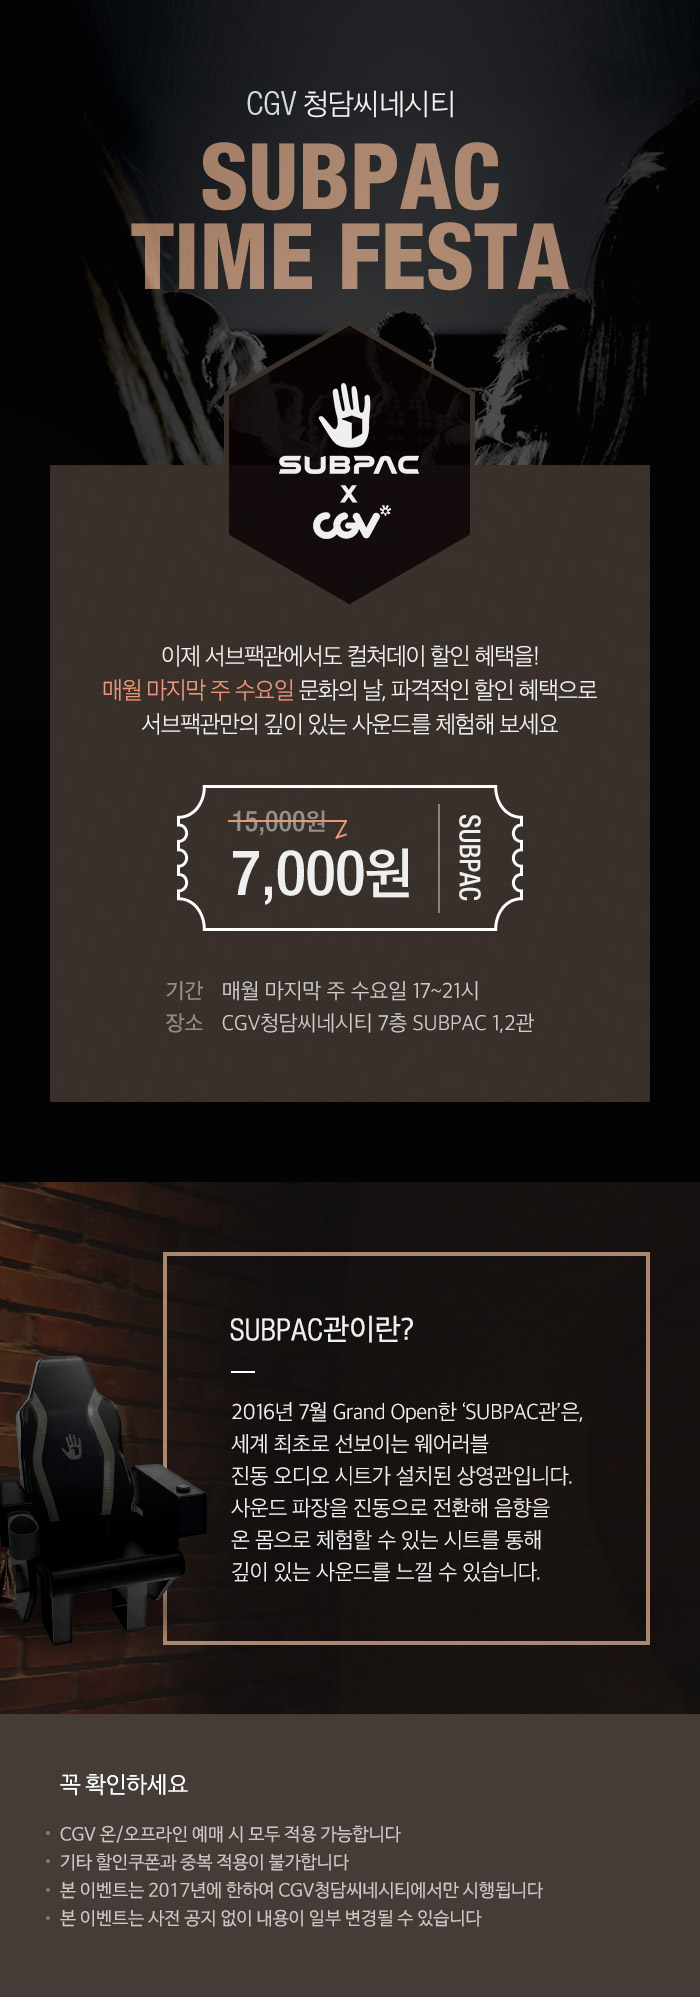 CGV 청담씨네시티
SUBPAC
TIME FESTA
SUBPAC
X
CGV
이제 서브팩관에서도 컬쳐데이 할인 혜택을!
매월 마지막 주 수요일 문화의 날, 파격적인 할인 혜택으로
서브팩관만의 깊이 있는 사운드를 체험해 보세요
15,000원
7,000원
SUBPAC
기간 매월 마지막 주 수요일 17~21시
장소 CGV청담씨네시티 7층 SUBPAC 1,2관
SUBPAC관이란?
2016년 7월 Grand Open한 ‘SUBPAC관’은,
세계 최초로 선보이는 웨어러블
진동 오디오 시트가 설치된 상영관입니다.
사운드 파장을 진동으로 전환해 음향을
온 몸으로 체험할 수 있는 시트를 통해
깊이 있는 사운드를 느낄 수 있습니다.
꼭 확인하세요
• CGV 온/오프라인 예매 시 모두 적용 가능합니다
• 기타 할인쿠폰과 중복 적용이 불가합니다
• 본 이벤트는 2017년에 한하여 CGV청담씨네시티에서만 시행됩니다
• 본 이벤트는 사전 공지 없이 내용이 일부 변경될 수 있습니다